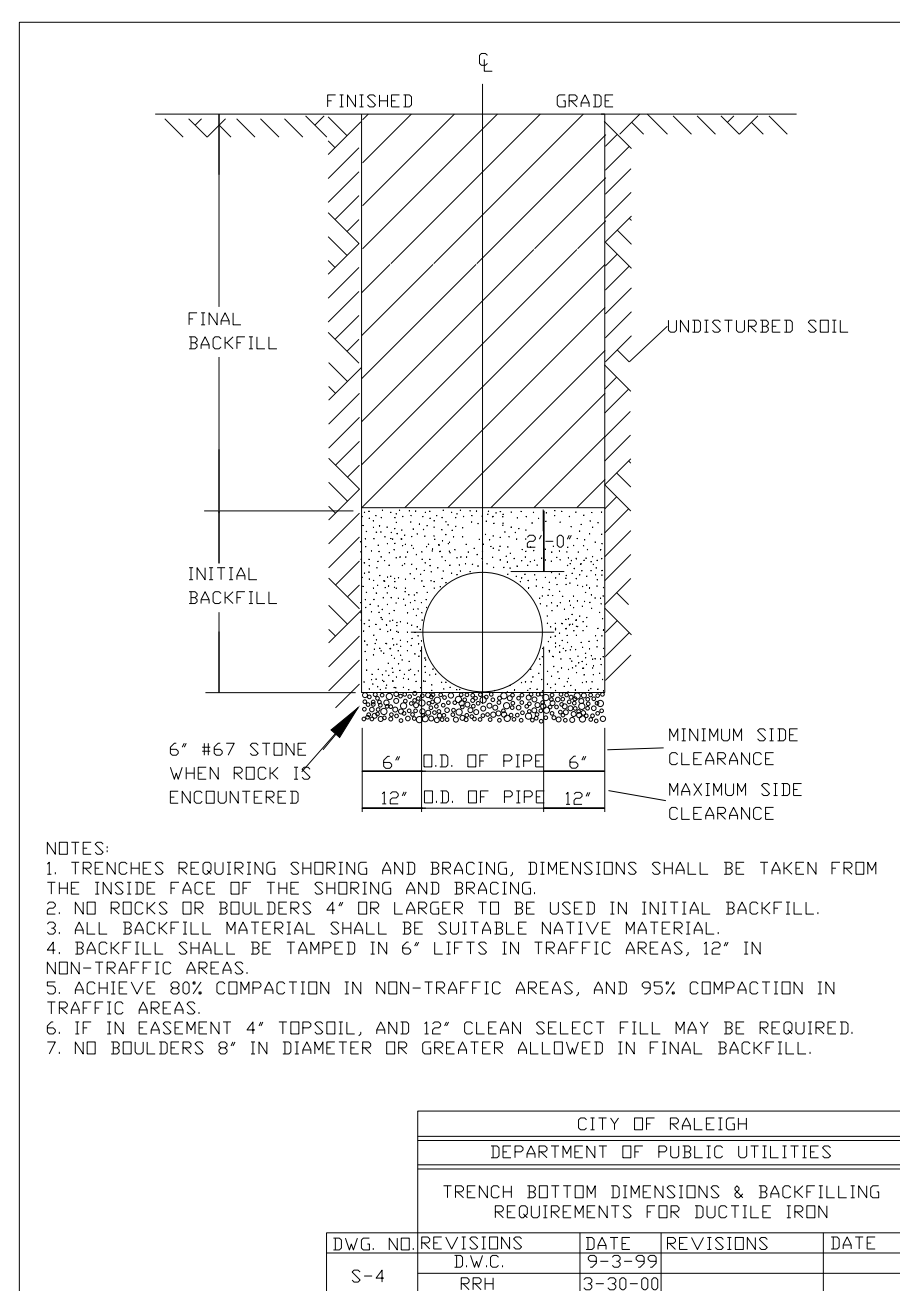 ℄
FINISHED GRADE
FINAL
BACKFILL
UNDISTURBED SOIL
2'-0"
INITIAL
BACKFILL
6" #67 STONE
WHEN ROCK IS
ENCOUNTERED
6" O.D. OF PIPE 6"
MINIMUM SIDE
CLEARANCE
12" O.D. OF PIPE 12"
MAXIMUM SIDE
CLEARANCE
NOTES:
1. TRENCHES REQUIRING SHORING AND BRACING, DIMENSIONS SHALL BE TAKEN FROM
THE INSIDE FACE OF THE SHORING AND BRACING.
2. NO ROCKS OR BOULDERS 4" OR LARGER TO BE USED IN INITIAL BACKFILL.
3. ALL BACKFILL MATERIAL SHALL BE SUITABLE NATIVE MATERIAL.
4. BACKFILL SHALL BE TAMPED IN 6" LIFTS IN TRAFFIC AREAS, 12" IN
NON-TRAFFIC AREAS.
5. ACHIEVE 80% COMPACTION IN NON-TRAFFIC AREAS, AND 95% COMPACTION IN
TRAFFIC AREAS.
6. IF IN EASEMENT 4" TOPSOIL, AND 12" CLEAN SELECT FILL MAY BE REQUIRED.
7. NO BOULDERS 8" IN DIAMETER OR GREATER ALLOWED IN FINAL BACKFILL.
CITY OF RALEIGH
DEPARTMENT OF PUBLIC UTILITIES
TRENCH BOTTOM DIMENSIONS & BACKFILLING
REQUIREMENTS FOR DUCTILE IRON
DWG. NO. REVISIONS DATE REVISIONS DATE
S-4
D.W.C. 9-3-99
RRH 3-30-00